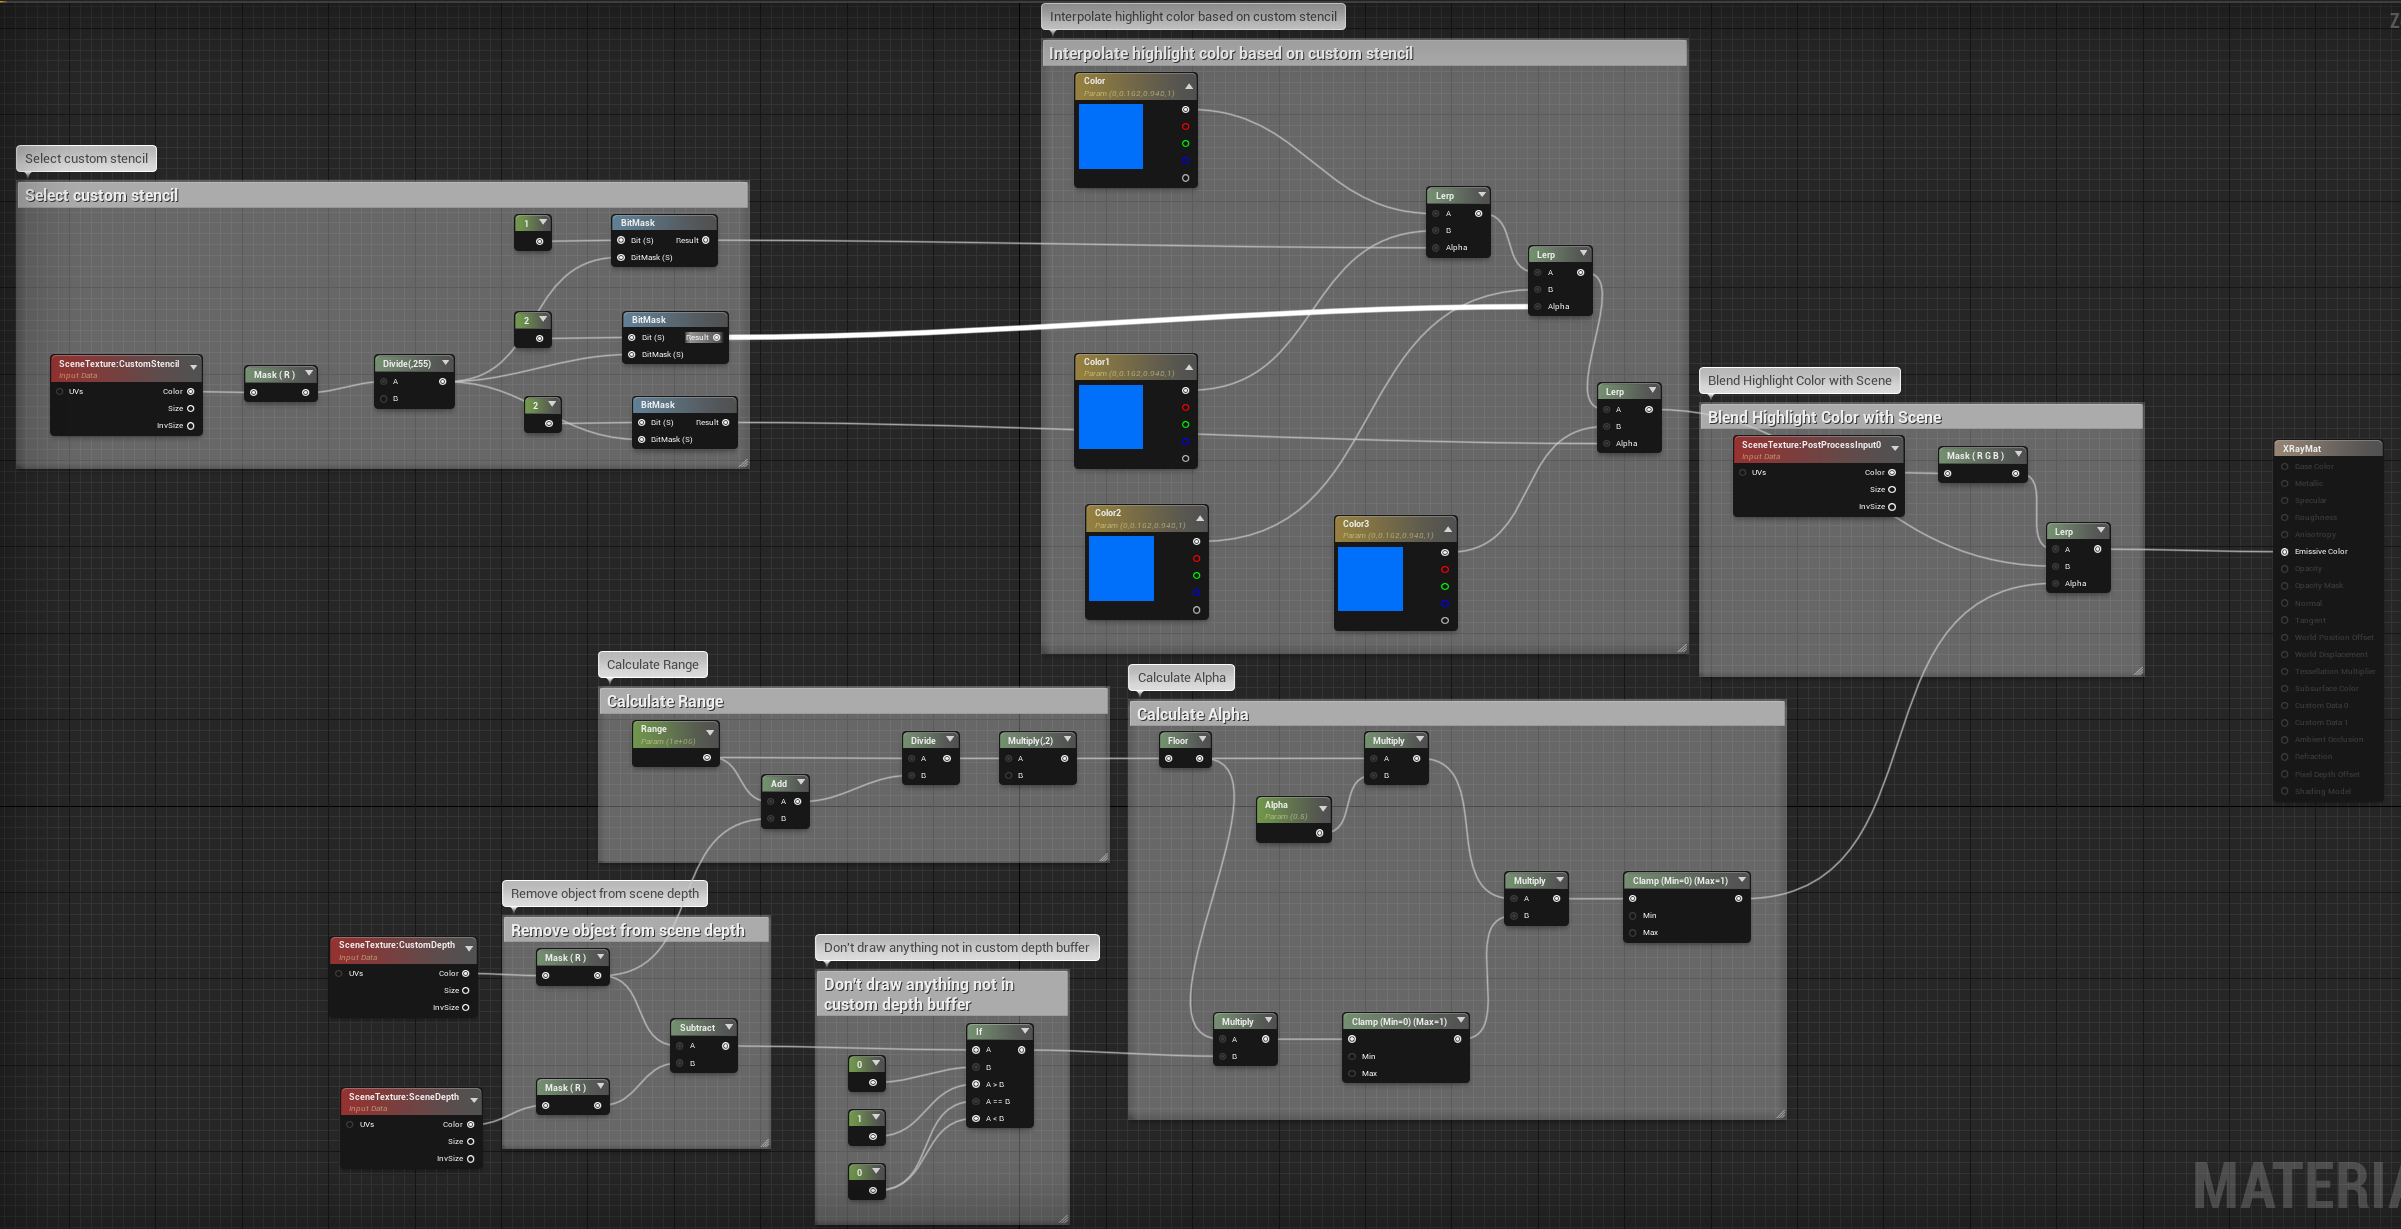 Interpolate highlight color based on custom stencil
Interpolate highlight color based on custom stencil
Color
Param (0,0.162,0.940,1)
Lerp
A
B
Alpha
Lerp
A
B
Alpha
Color1
Param (0,0.162,0.940,1)
Lerp
A
B
Alpha
Color2
Param (0,0.162,0.940,1)
Color3
Param (0,0.162,0.940,1)
Select custom stencil
Select custom stencil
1
BitMask
Bit (S) Result
BitMask (S)
2
BitMask
Bit (S) Result
BitMask (S)
SceneTexture:CustomStencil
Input Data
UVs Color
Size
InvSize
Mask ( R )
Divide(,255)
A
B
2
BitMask
Bit (S) Result
BitMask (S)
Blend Highlight Color with Scene
Blend Highlight Color with Scene
SceneTexture:PostProcessInput0
Input Data
UVs Color
Size
InvSize
Mask ( R G B )
Lerp
A
B
Alpha
XRayMat
Base Color
Metallic
Specular
Roughness
Anisotropy
Emissive Color
Opacity
Opacity Mask
Normal
Tangent
World Position Offset
World Displacement
Tessellation Multiplier
Subsurface Color
Custom Data 0
Custom Data 1
Ambient Occlusion
Refraction
Pixel Depth Offset
Shading Model
Calculate Range
Calculate Range
Range
Param (1e+06)
Add
A
B
Divide
A
B
Multiply(,2)
A
B
Calculate Alpha
Calculate Alpha
Floor
Multiply
A
B
Alpha
Param (0.5)
Multiply
A
B
Clamp (Min=0) (Max=1)
Min
Max
Multiply
A
B
Clamp (Min=0) (Max=1)
Min
Max
Remove object from scene depth
Remove object from scene depth
SceneTexture:CustomDepth
Input Data
UVs Color
Size
InvSize
Mask ( R )
Subtract
A
B
Mask ( R )
SceneTexture:SceneDepth
Input Data
UVs Color
Size
InvSize
Don't draw anything not in custom depth buffer
Don't draw anything not in
custom depth buffer
If
A
B
A > B
A == B
A < B
0
1
0
MATERIA